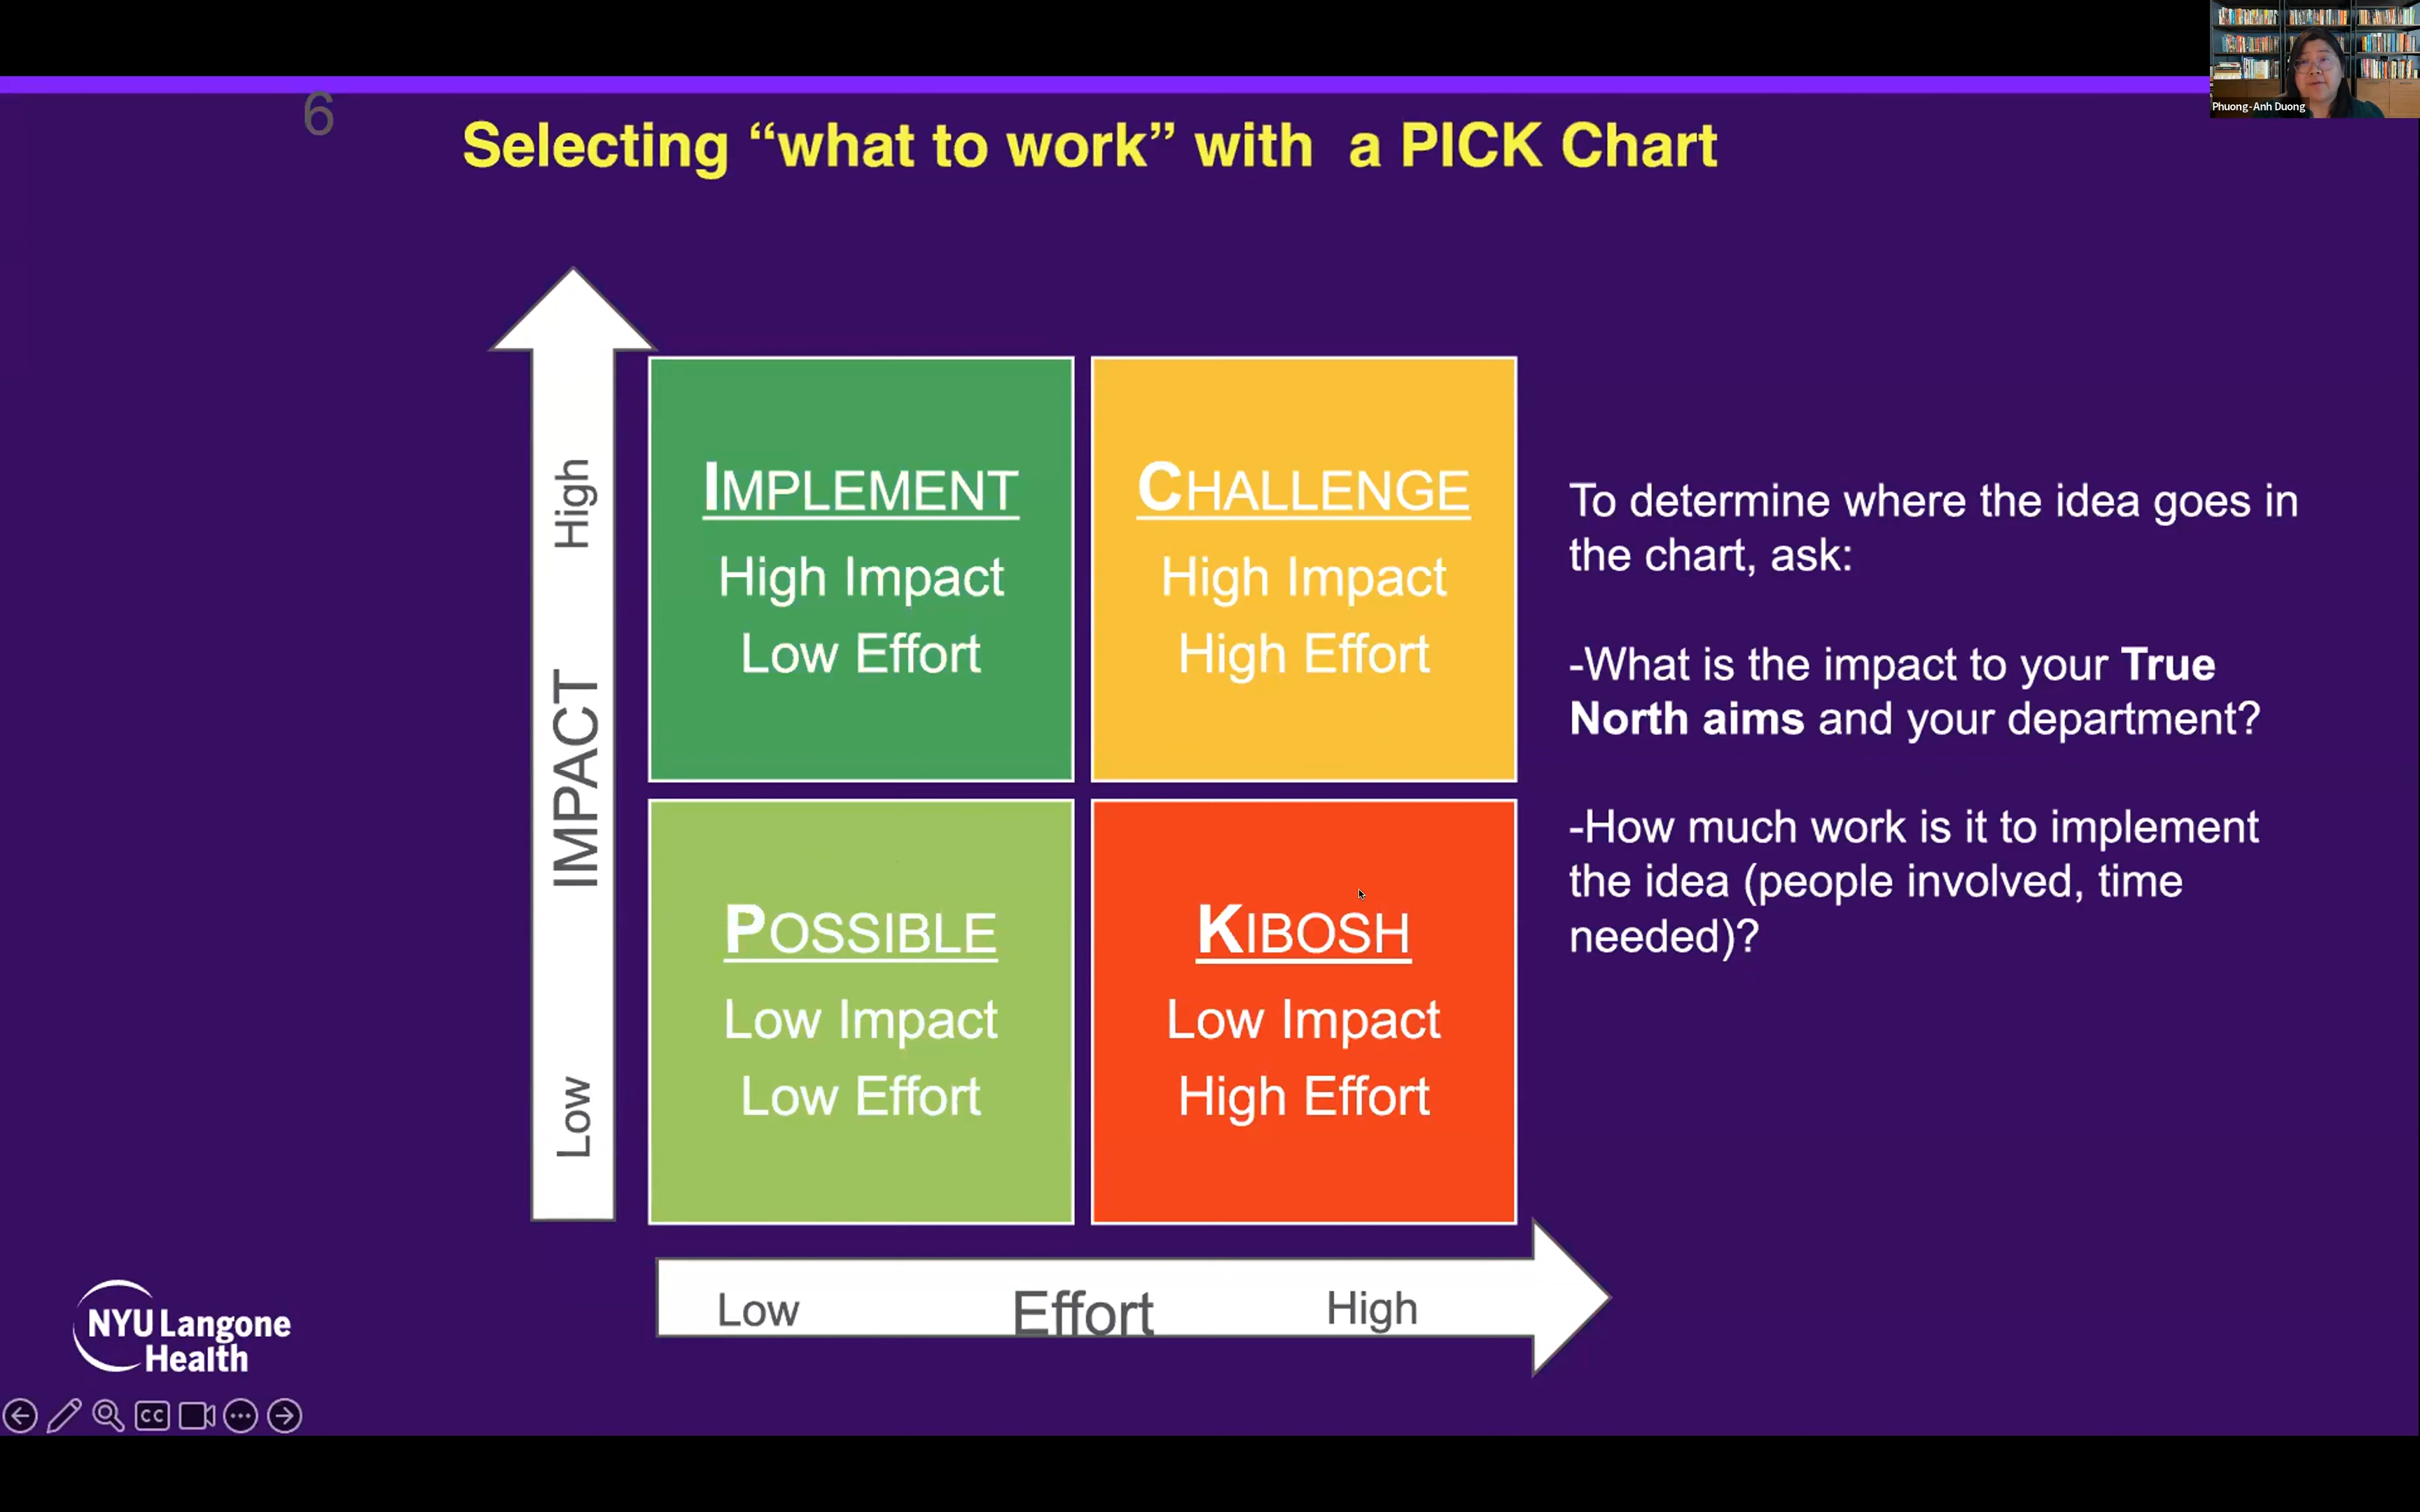 Phuong-Anh Duong
6
Selecting “what to work” with a PICK Chart
High
IMPACT
Low
IMPLEMENT
High Impact
Low Effort
CHALLENGE
High Impact
High Effort
POSSIBLE
Low Impact
Low Effort
KIBOSH
Low Impact
High Effort
Low
Effort
High
To determine where the idea goes in
the chart, ask:
-What is the impact to your True
North aims and your department?
-How much work is it to implement
the idea (people involved, time
needed)?
NYU Langone
Health
CC